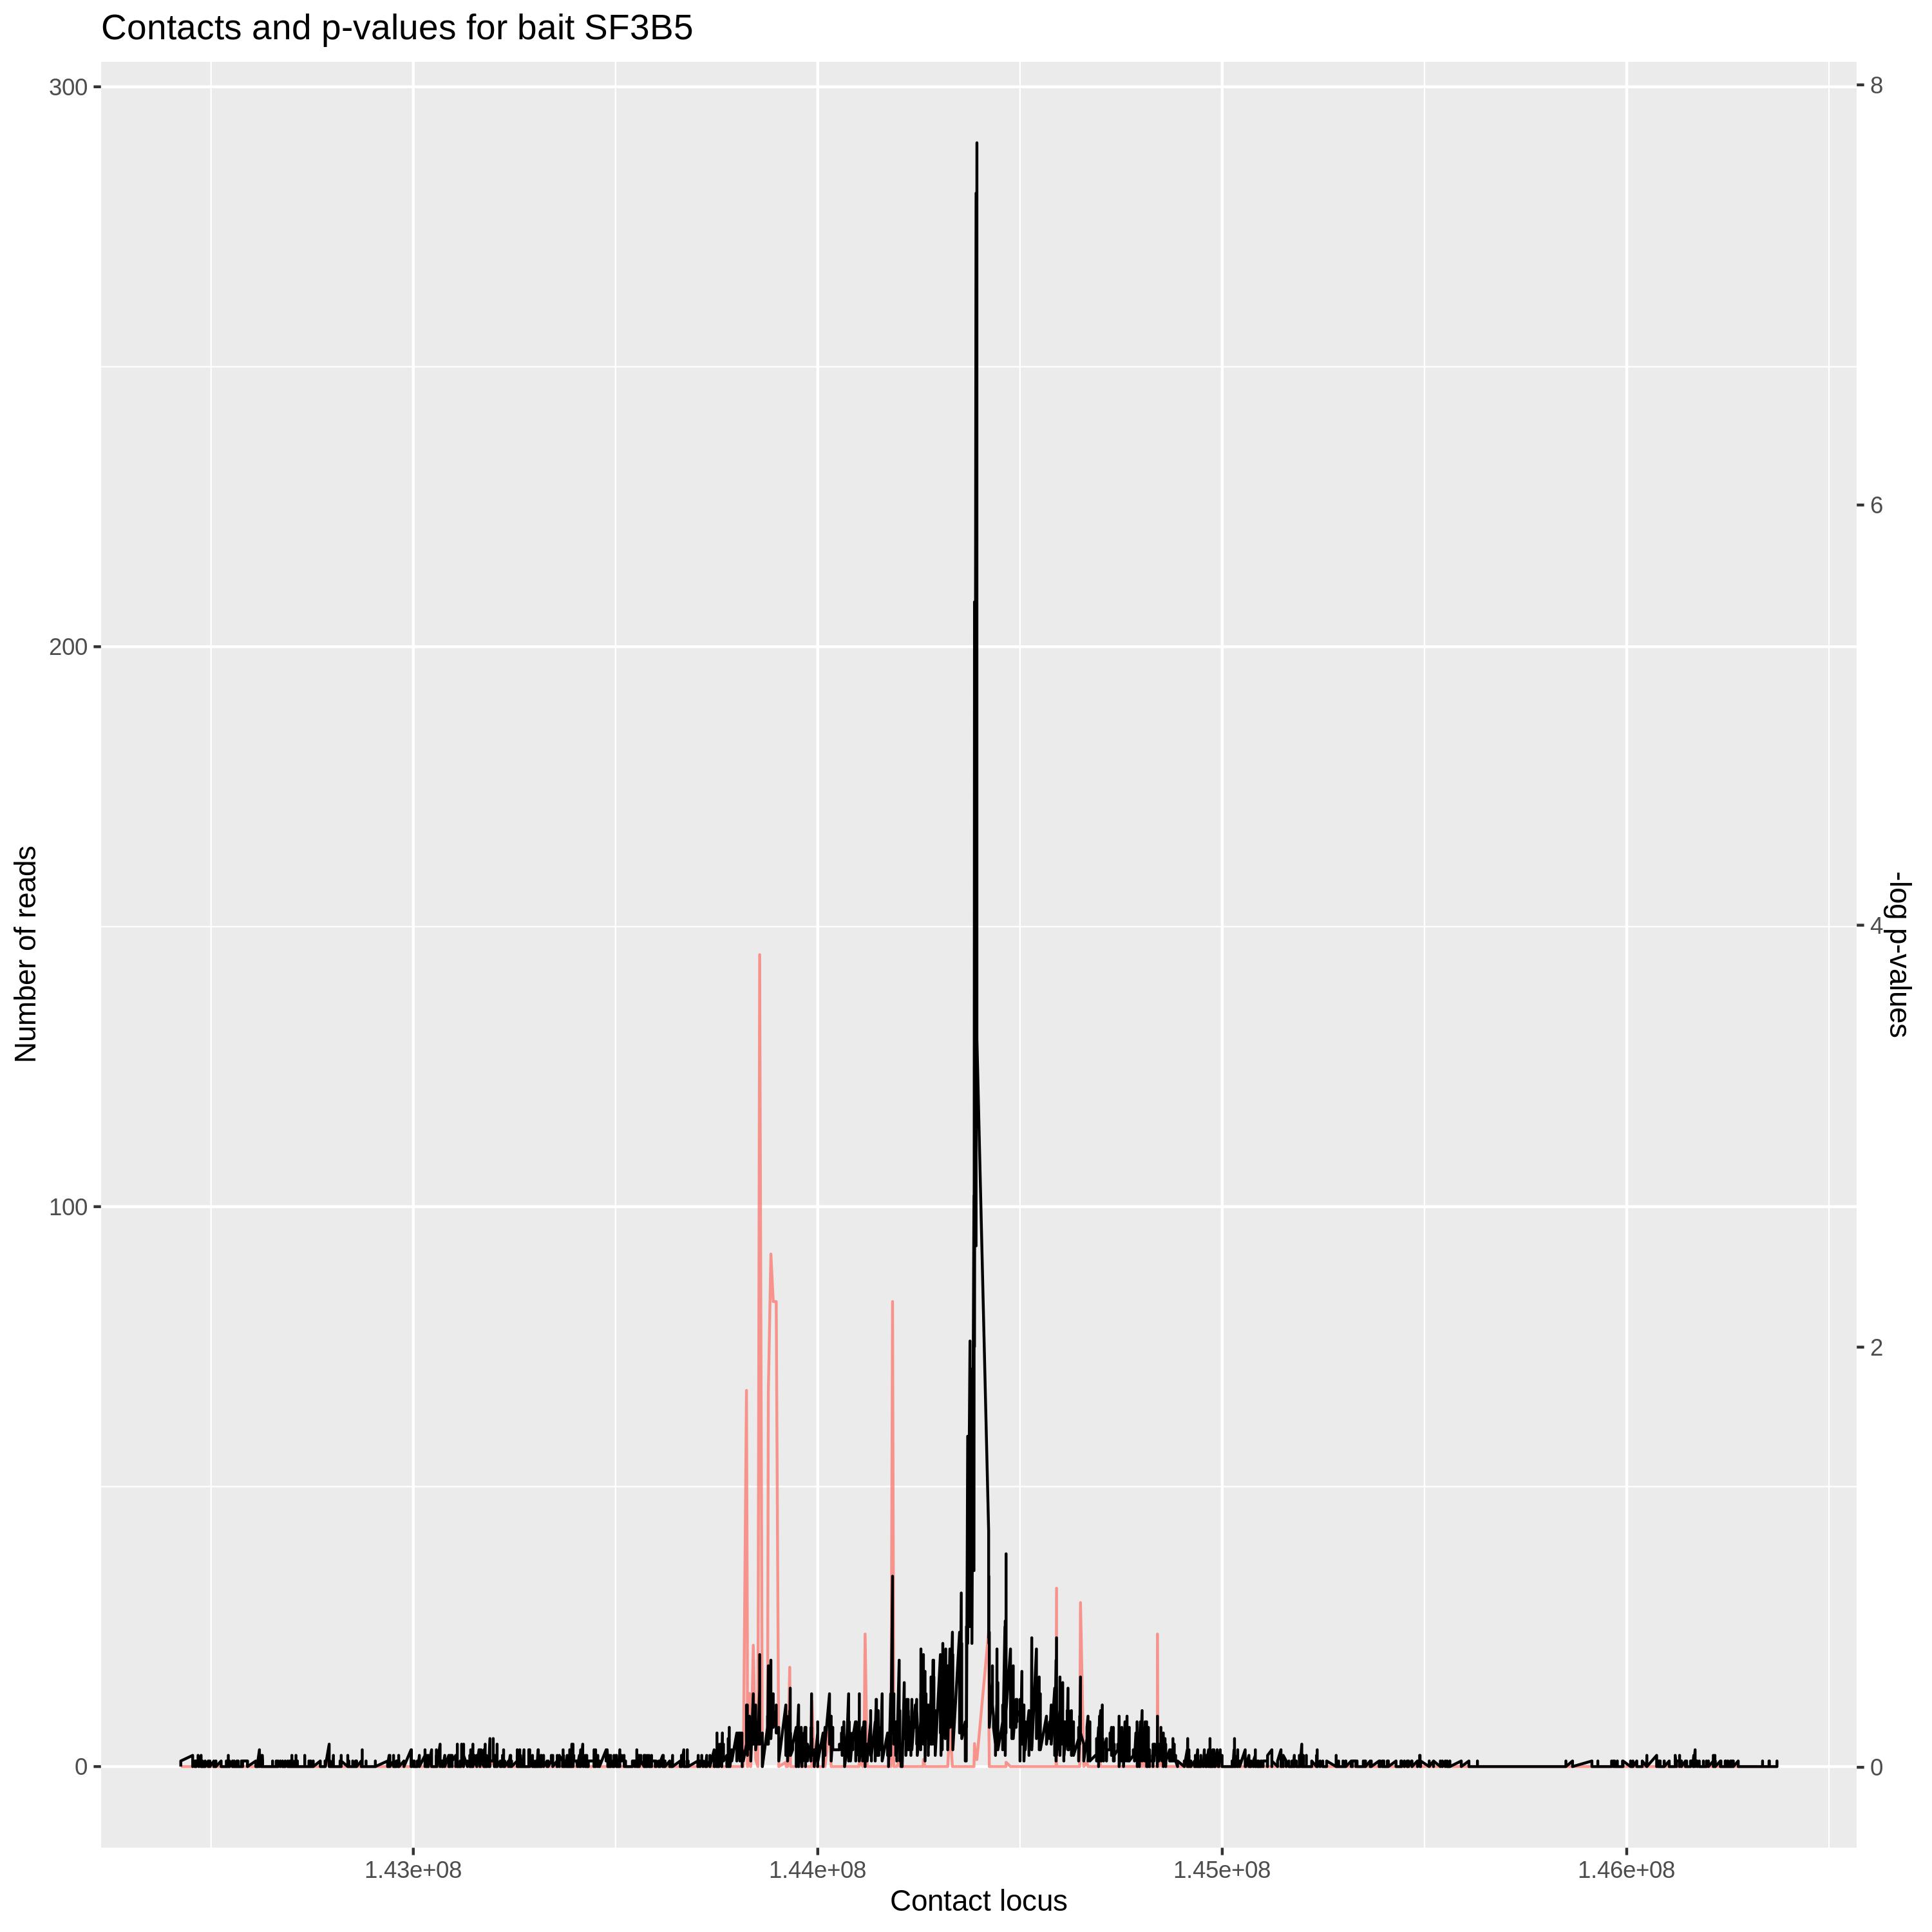 Contacts and p-values for bait SF3B5
300
200
100
0
Number of reads
8
6
4
2
0
-log p-values
1.43e+08
1.44e+08
1.45e+08
1.46e+08
Contact locus